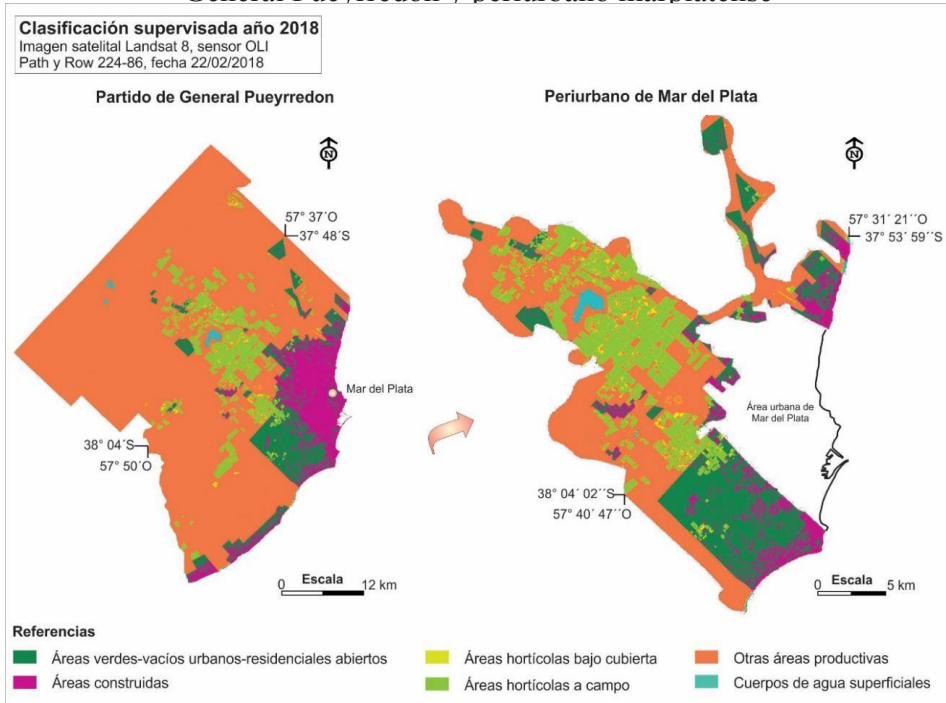 General Pueyrredon / periurbano marplatense
Clasificación supervisada año 2018
Imagen satelital Landsat 8, sensor OLI
Path y Row 224-86, fecha 22/02/2018
Partido de General Pueyrredon
Periurbano de Mar del Plata
N
N
57° 37´O
37° 48´S
57° 31´ 21´´O
37° 53´ 59´´S
Mar del Plata
Área urbana de
Mar del Plata
38° 04´S
57° 50´O
38° 04´ 02´´S
57° 40´ 47´´O
0 Escala 12 km
0 Escala 5 km
Referencias
Áreas verdes-vacíos urbanos-residenciales abiertos
Áreas construidas
Áreas hortícolas bajo cubierta
Áreas hortícolas a campo
Otras áreas productivas
Cuerpos de agua superficiales